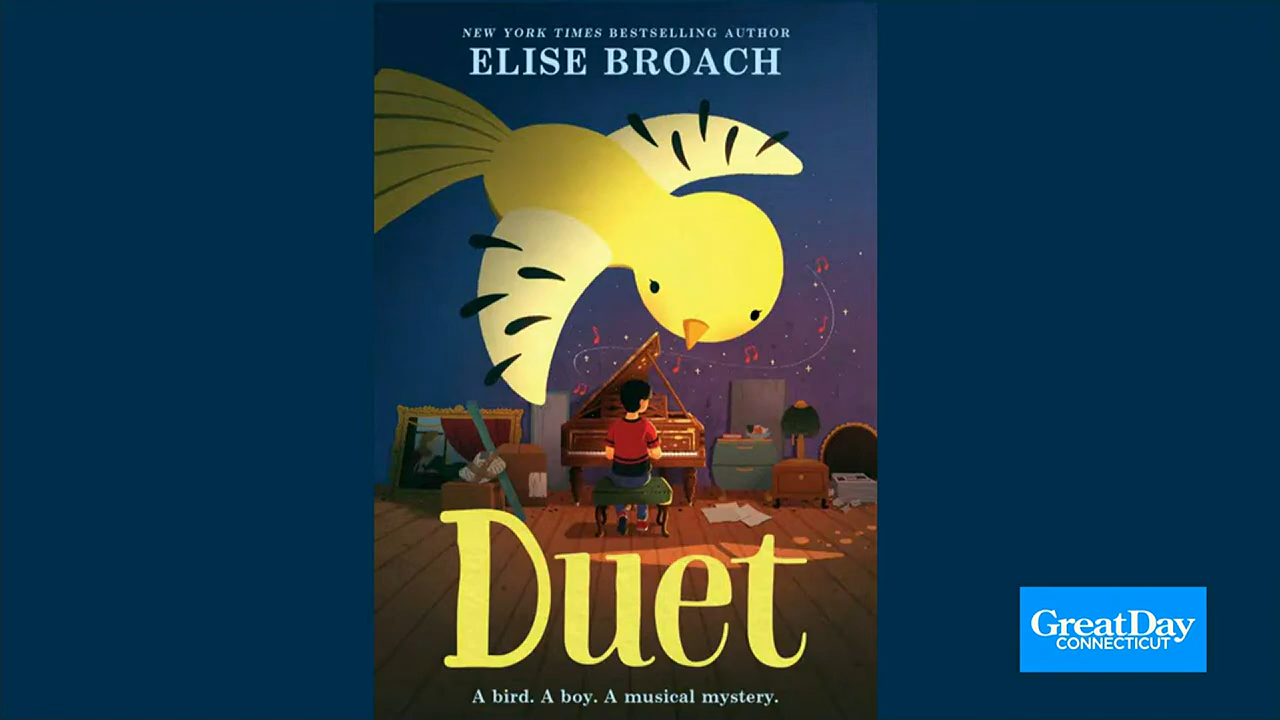 NEW YORK TIMES BESTSELLING AUTHOR
ELISE BROACH
Duet
A bird. A boy. A musical mystery.
GreatDay
CONNECTICUT